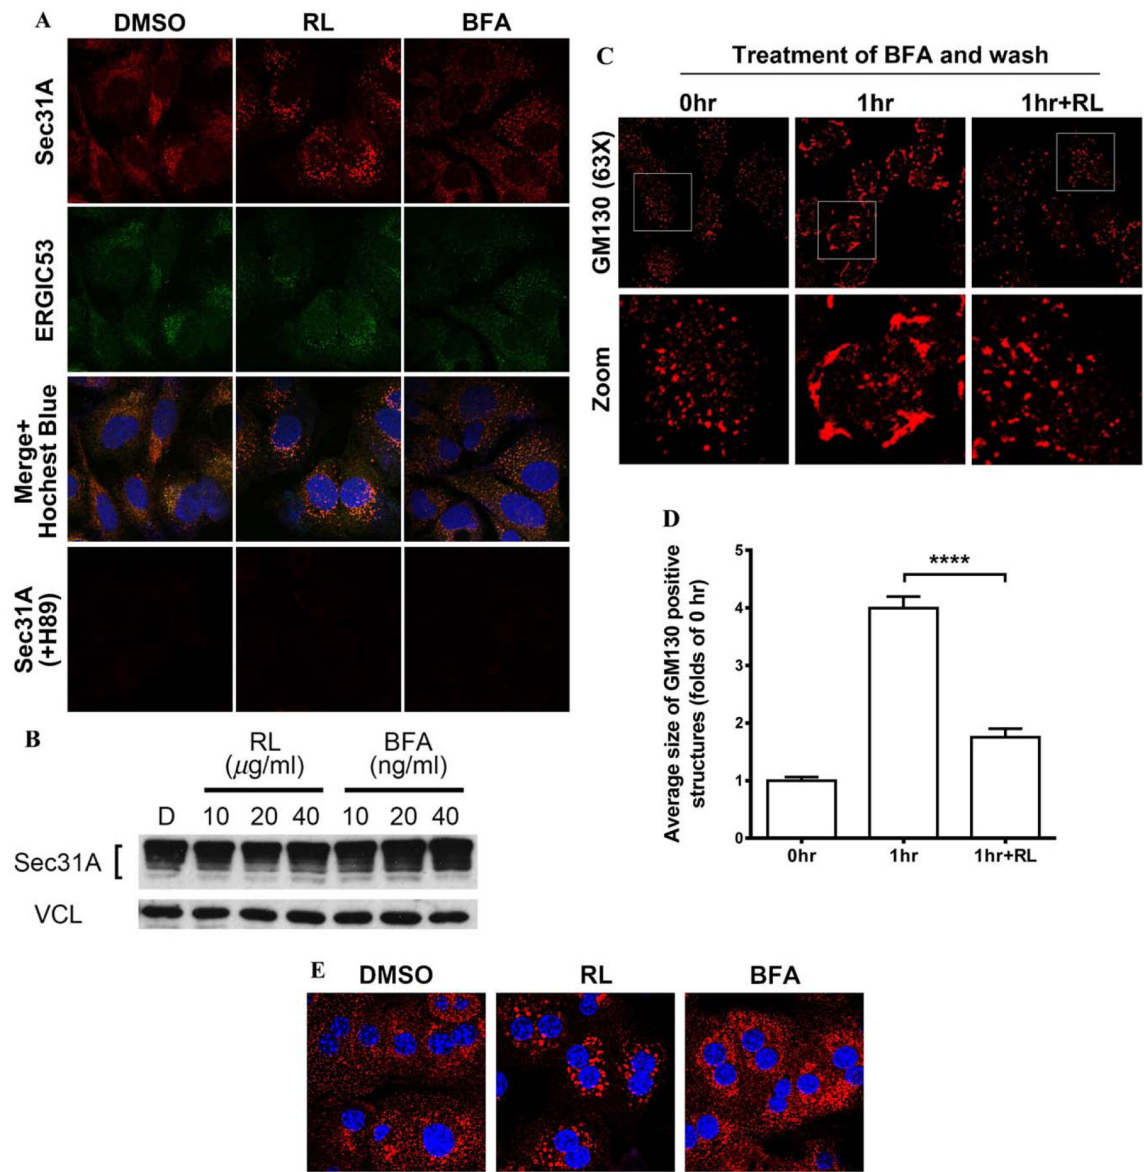 A
DMSO RL BFA
Sec31A
ERGIC53
Merge+
Hochest Blue
Sec31A
(+H89)
B
RL BFA
(μg/ml) (ng/ml)
D 10 20 40 10 20 40
Sec31A [
VCL
C
Treatment of BFA and wash
0hr 1hr 1hr+RL
GM130 (63X)
Zoom
D
Average size of GM130 positive
structures (folds of 0 hr)
5
4
3
2
1
0
****
0hr 1hr 1hr+RL
E
DMSO RL BFA